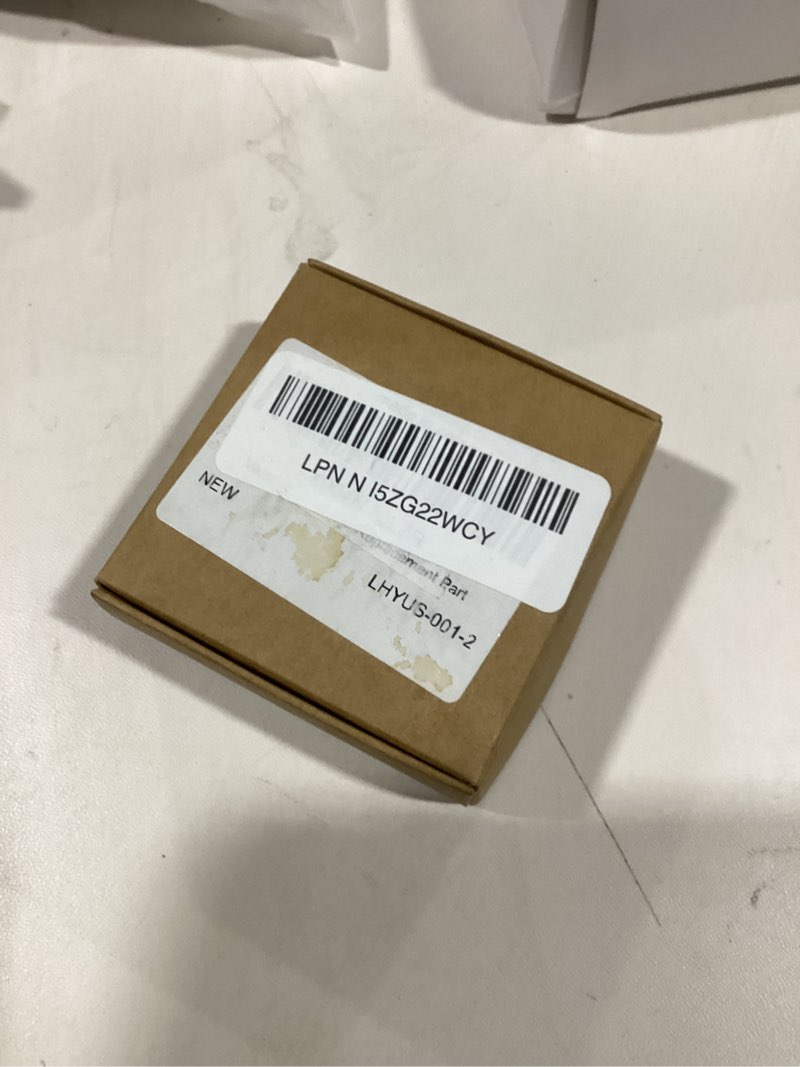 LPN N I5ZG22WCY
NEW
Replacement Part
LHYUS-001-2